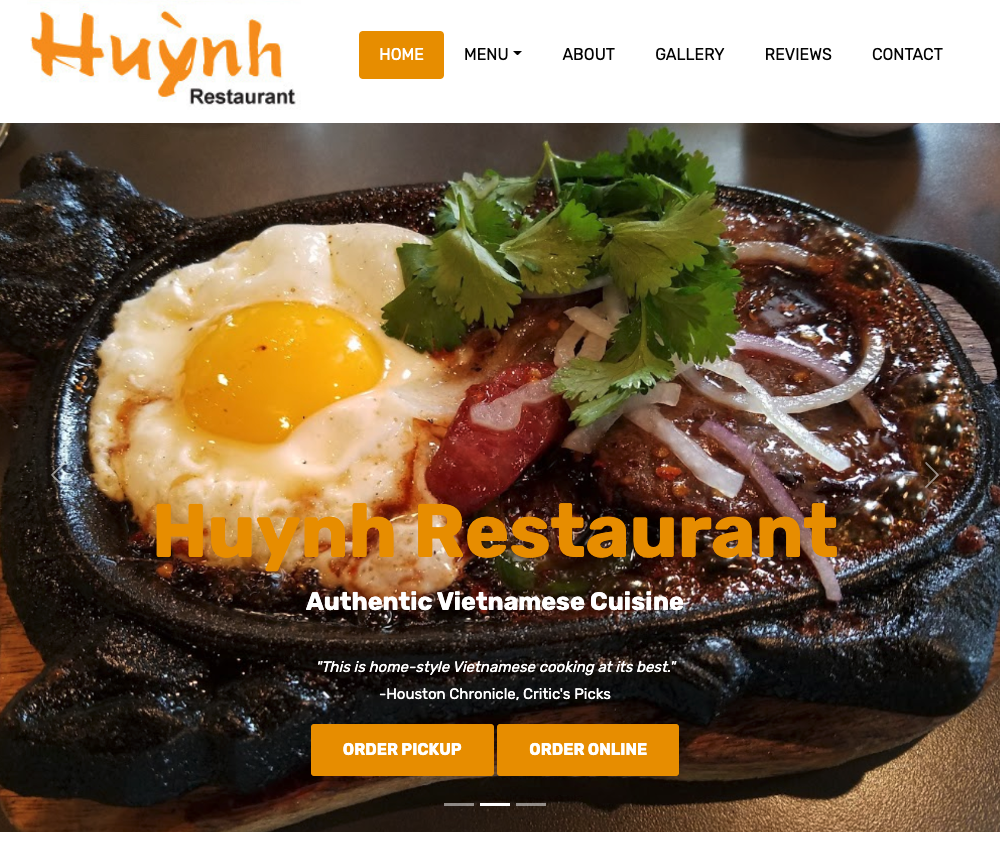 Huỳnh
Restaurant
HOME
MENU
ABOUT
GALLERY
REVIEWS
CONTACT
Huynh Restaurant
Authentic Vietnamese Cuisine
"This is home-style Vietnamese cooking at its best."
-Houston Chronicle, Critic's Picks
ORDER PICKUP
ORDER ONLINE